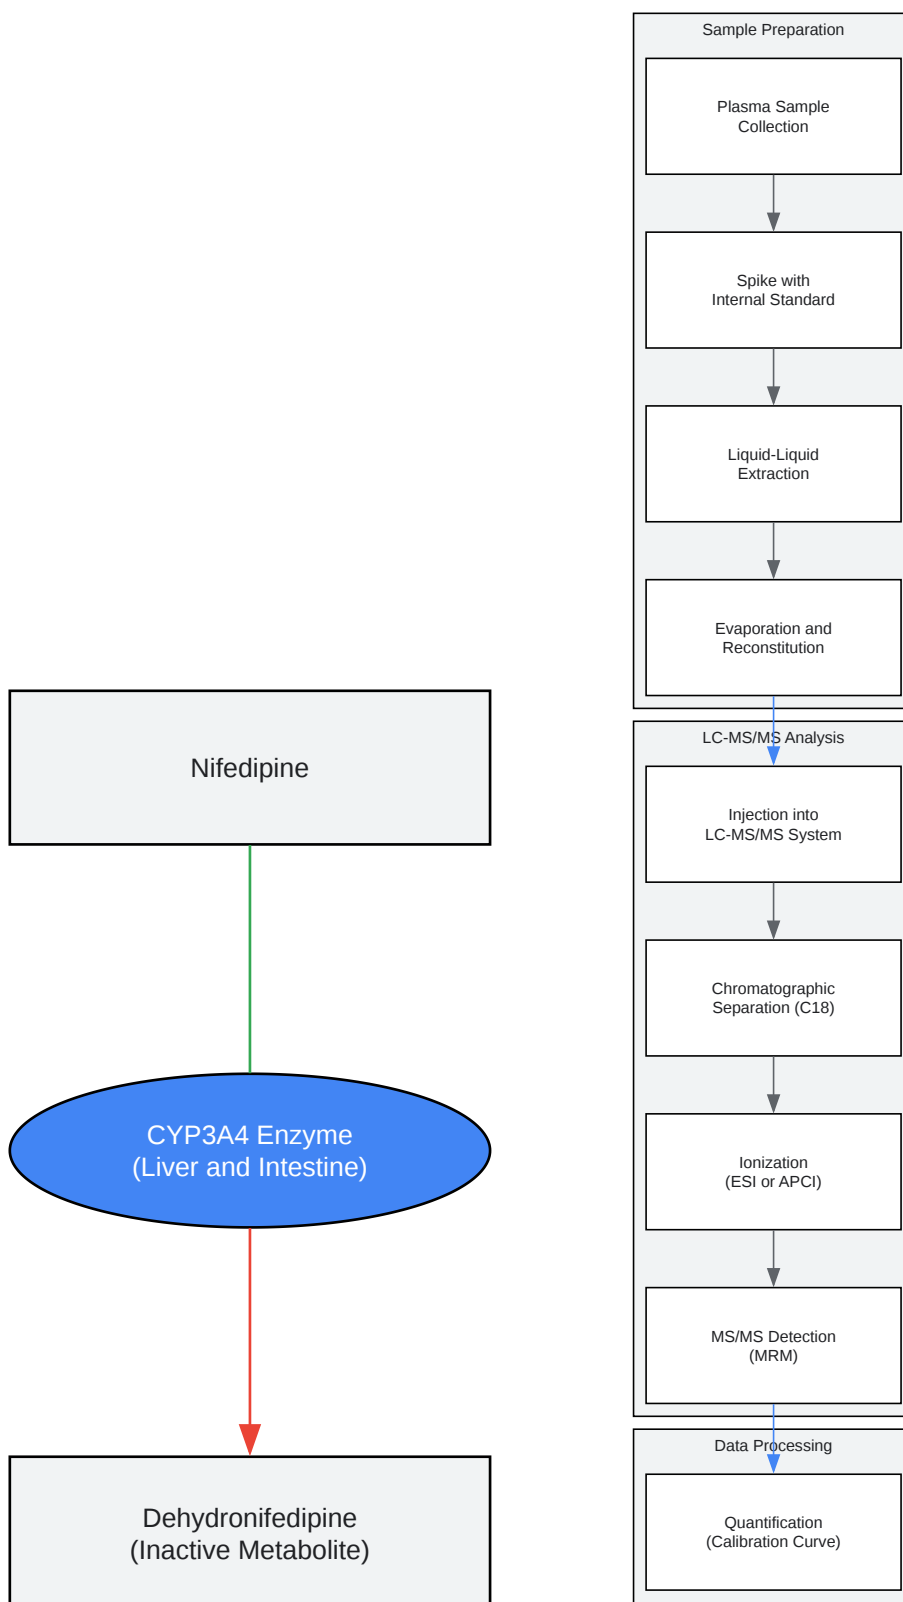 Nifedipine
CYP3A4 Enzyme
(Liver and Intestine)
Dehydronifedipine
(Inactive Metabolite)
Sample Preparation
Plasma Sample
Collection
Spike with
Internal Standard
Liquid-Liquid
Extraction
Evaporation and
Reconstitution
LC-MS/MS Analysis
Injection into
LC-MS/MS System
Chromatographic
Separation (C18)
Ionization
(ESI or APCI)
MS/MS Detection
(MRM)
Data Processing
Quantification
(Calibration Curve)